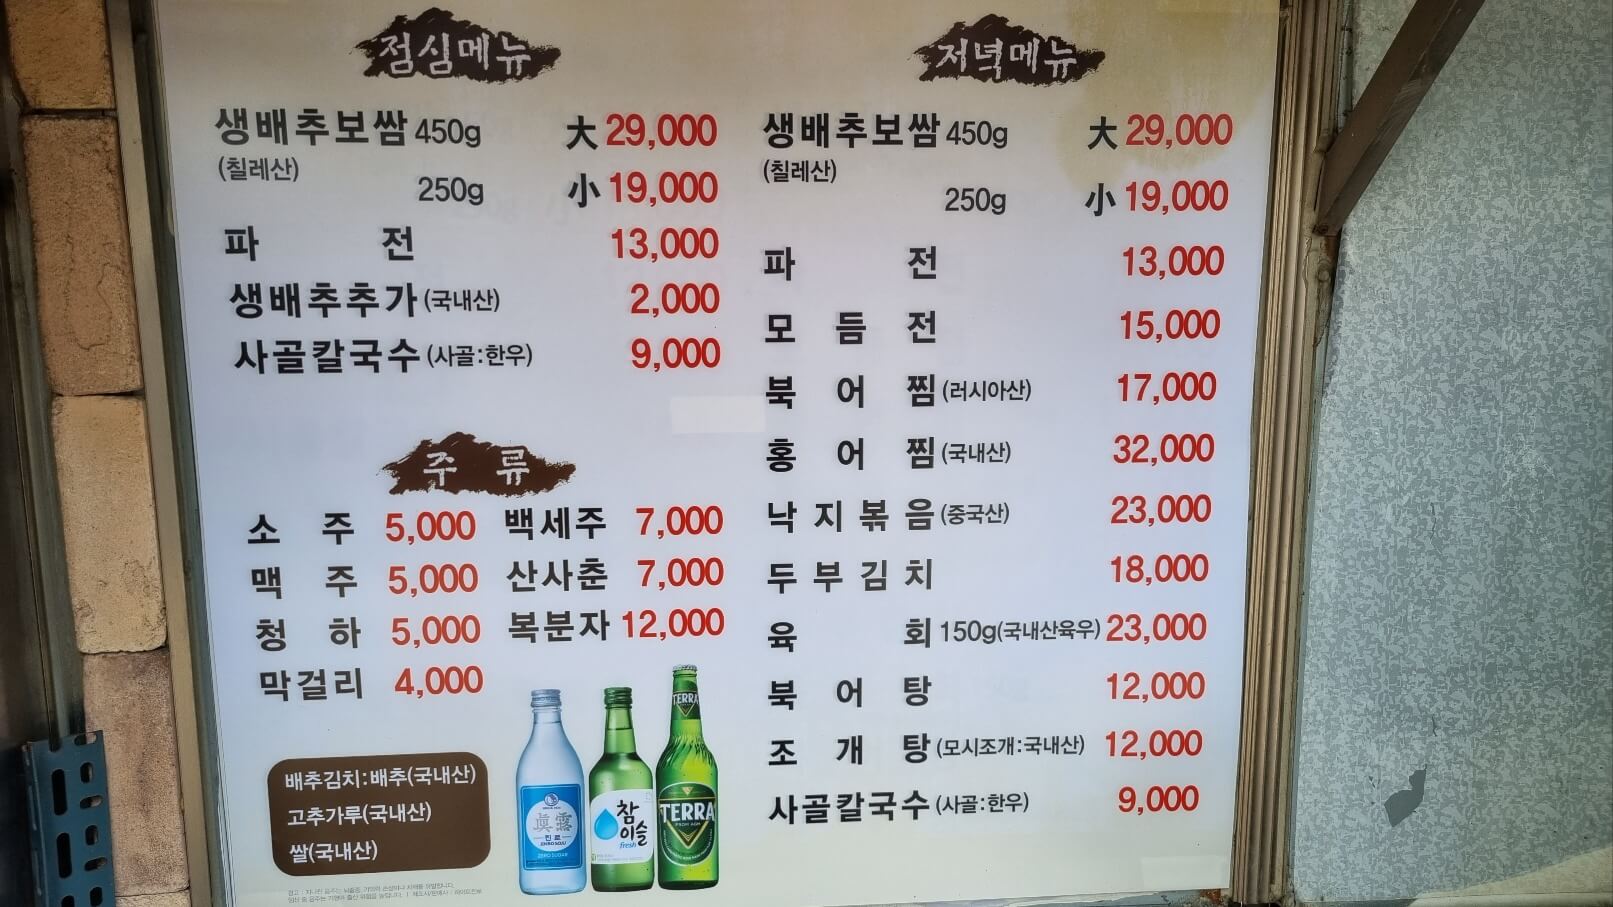 점심메뉴
생배추보쌈 450g 大 29,000
(칠레산)
250g 小 19,000
파 전 13,000
생배추추가 (국내산) 2,000
사골칼국수 (사골:한우) 9,000
주 류
소 주 5,000 백세주 7,000
맥 주 5,000 산사춘 7,000
청 하 5,000 복분자 12,000
막걸리 4,000
배추김치:배추(국내산)
고추가루(국내산)
쌀(국내산)
眞露
진로
ZERO SUGAR
참
이슬
fresh
TERRA
TERRA
저녁메뉴
생배추보쌈 450g 大 29,000
(칠레산)
250g 小 19,000
파 전 13,000
모 듬 전 15,000
북 어 찜 (러시아산) 17,000
홍 어 찜 (국내산) 32,000
낙 지 볶 음 (중국산) 23,000
두 부 김 치 18,000
육 회 150g(국내산육우) 23,000
북 어 탕 12,000
조 개 탕 (모시조개:국내산) 12,000
사골칼국수 (사골:한우) 9,000